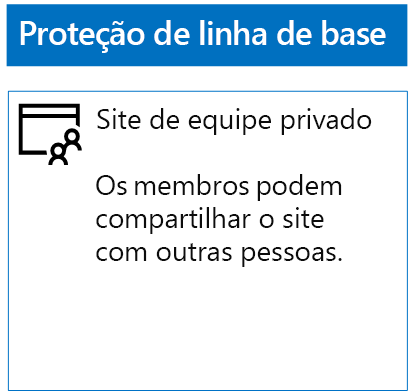 Proteção de linha de base
Site de equipe privado
Os membros podem
compartilhar o site
com outras pessoas.